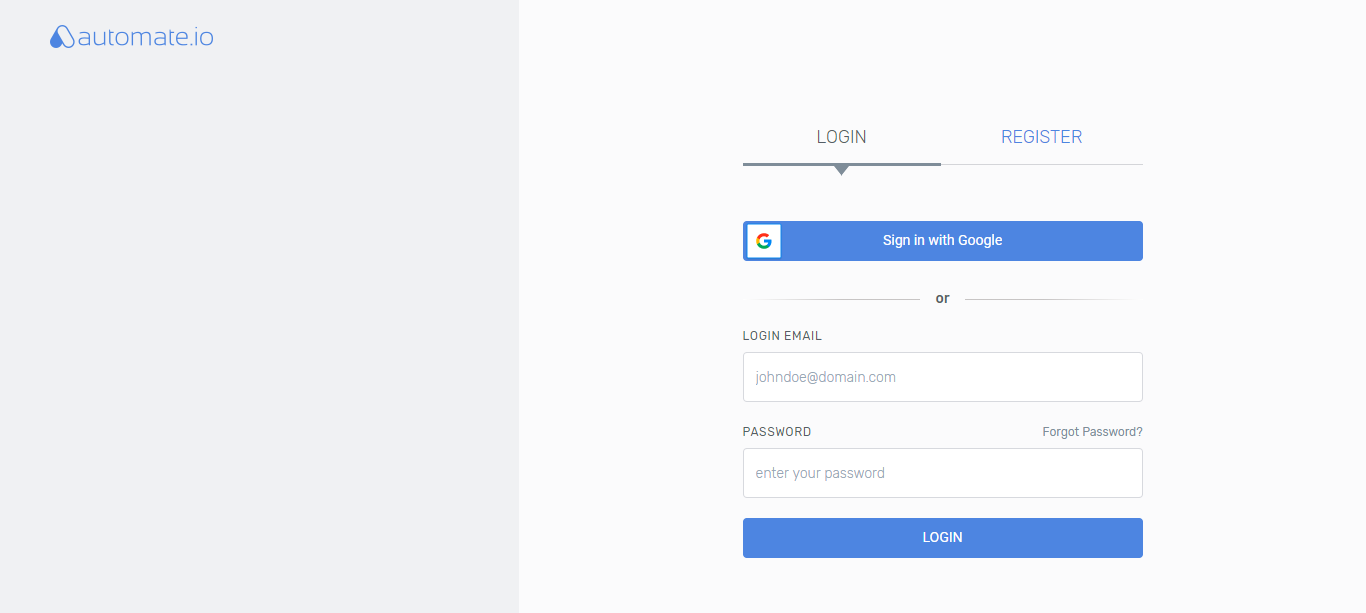 automate.io
LOGIN
REGISTER
Sign in with Google
or
LOGIN EMAIL
johndoe@domain.com
PASSWORD
Forgot Password?
enter your password
LOGIN